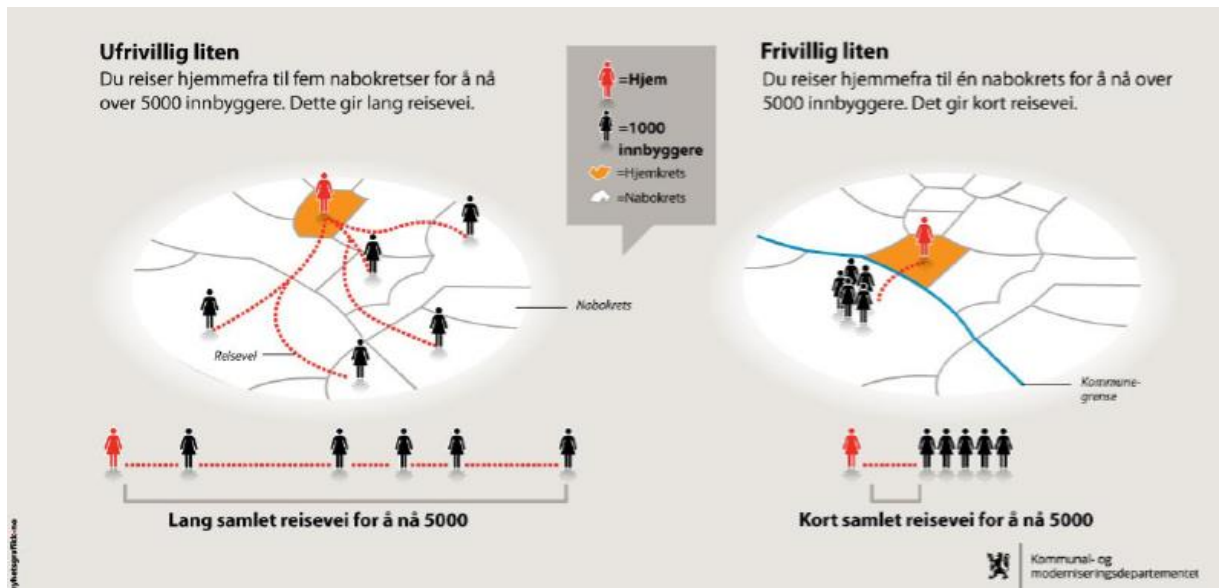 Ufrivillig liten
Du reiser hjemmefra til fem nabokretser for å nå
over 5000 innbyggere. Dette gir lang reisevei.
=Hjem
=1000
innbyggere
=Hjemkrets
=Nabokrets
Frivillig liten
Du reiser hjemmefra til én nabokrets for å nå over
5000 innbyggere. Det gir kort reisevei.
Nabokrets
Reisevei
Kommune-
grense
Lang samlet reisevei for å nå 5000
Kort samlet reisevei for å nå 5000
Kommunal- og
moderniseringsdepartementet